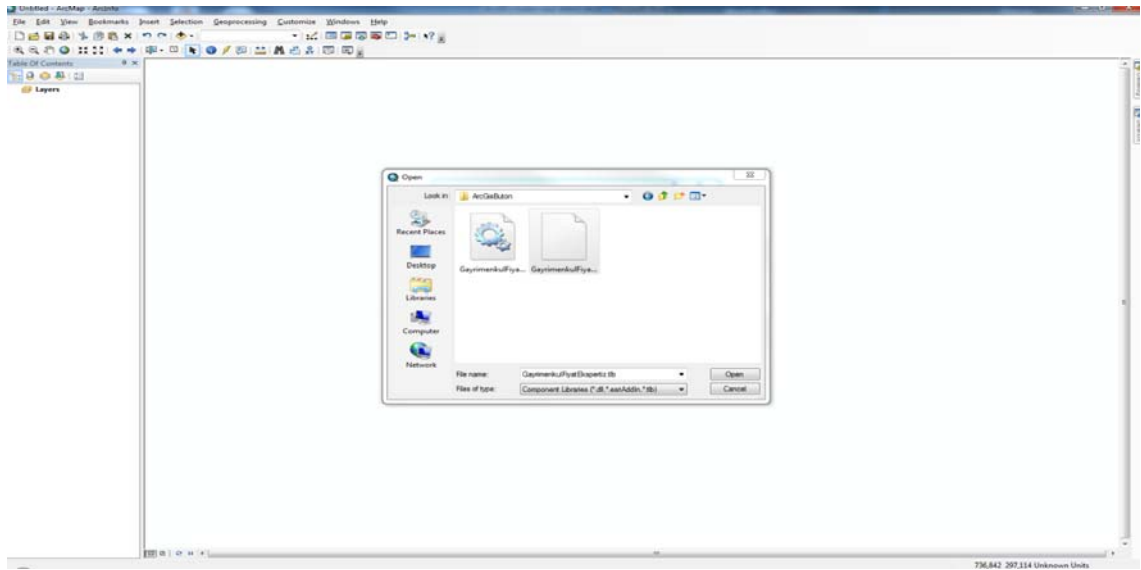 Untitled - ArcMap - ArcInfo
File Edit View Bookmarks Insert Selection Geoprocessing Customize Windows Help
Table Of Contents
Layers
Open
Look in: ArcGisButon
Recent Places
Desktop
Libraries
Computer
Network
GayrimenkulFiya... GayrimenkulFiya...
File name: GayrimenkulFiyatEkspertiz.tlb
Open
Files of type: Component Libraries (*.dll,*.esriAddIn,*.tlb)
Cancel
736,842 297,114 Unknown Units